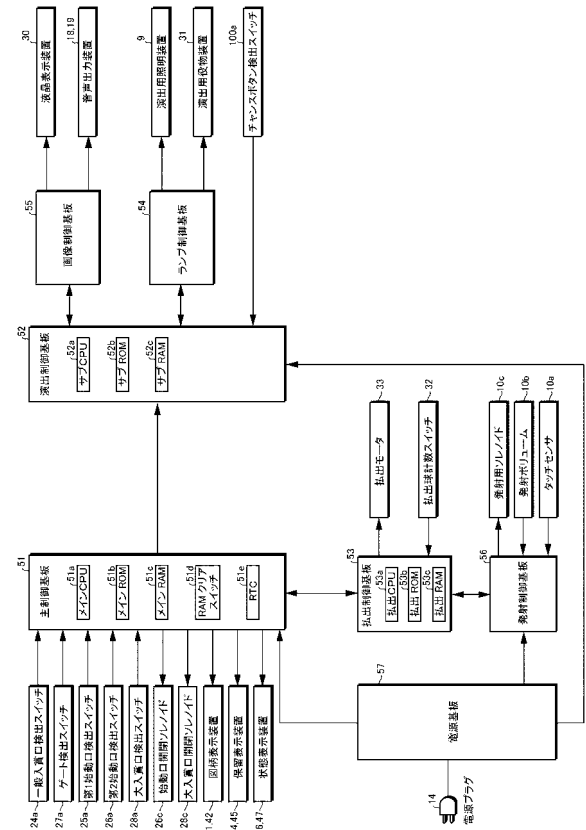 24a 一般入賞口検出スイッチ
27a ゲート検出スイッチ
25a 第1始動口検出スイッチ
26a 第2始動口検出スイッチ
28a 大入賞口検出スイッチ
26c 始動口開閉ソレノイド
28c 大入賞口開閉ソレノイド
1,42 図柄表示装置
4,45 保留表示装置
6,47 状態表示装置
51
主制御基板
51a
メインCPU
51b
メインROM
51c
メインRAM
51d
RAMクリア
スイッチ
51e
RTC
52
演出制御基板
52a
サブCPU
52b
サブROM
52c
サブRAM
55
画像制御基板
54
ランプ制御基板
液晶表示装置 30
音声出力装置 18,19
演出用照明装置 9
演出用役物装置 31
チャンスボタン検出スイッチ 100a
53
払出制御基板
53a
払出CPU
53b
払出ROM
53c
払出RAM
払出モータ 33
払出球計数スイッチ 32
56
発射制御基板
発射用ソレノイド 10c
発射ボリューム 10b
タッチセンサ 10a
57
電源基板
14
電源プラグ